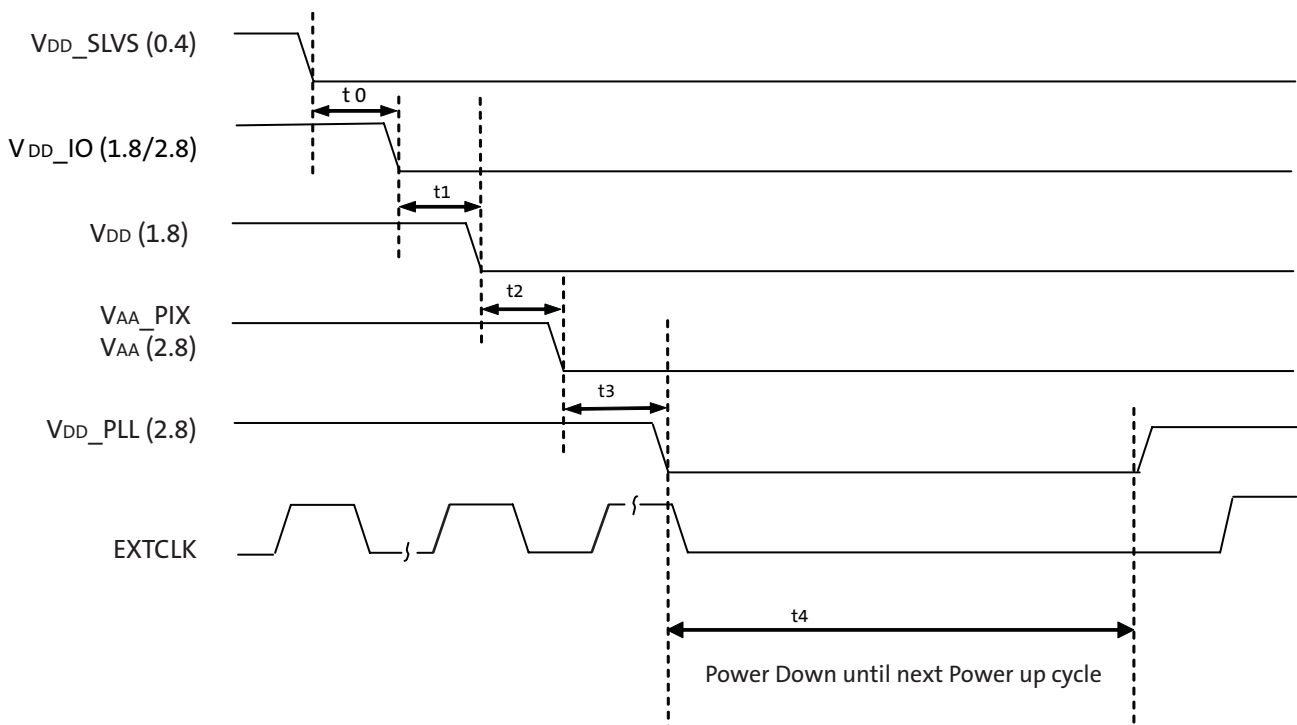 VDD_SLVS (0.4)
t 0
VDD_IO (1.8/2.8)
t1
VDD (1.8)
t2
VAA_PIX
VAA (2.8)
t3
VDD_PLL (2.8)
EXTCLK
t4
Power Down until next Power up cycle